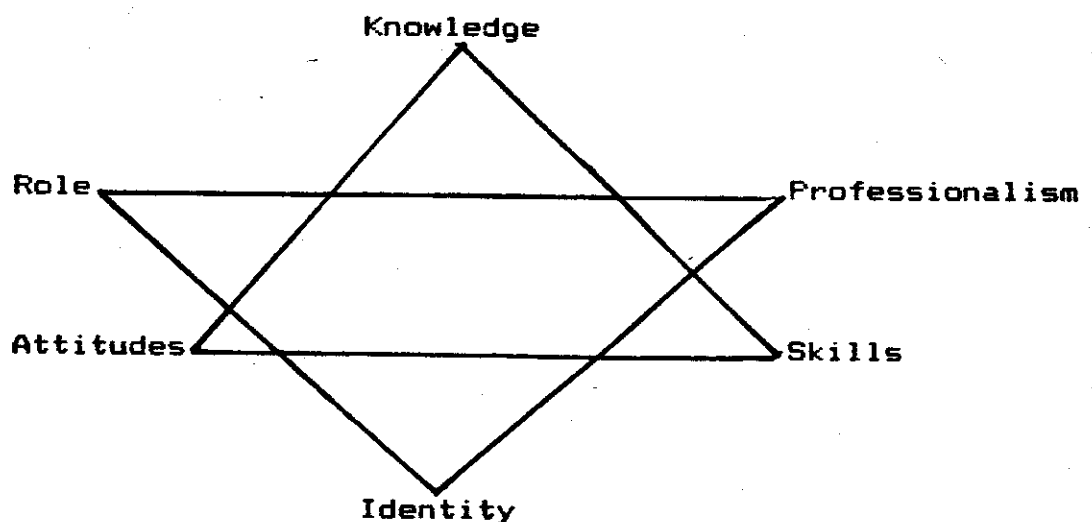 Knowledge
Role
Professionalism
Attitudes
Skills
Identity